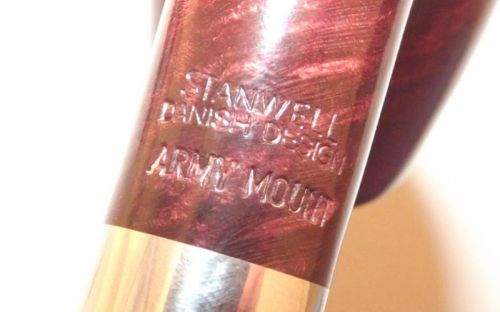 STANWELL
DANISH DESIGN
ARMY MOUNT